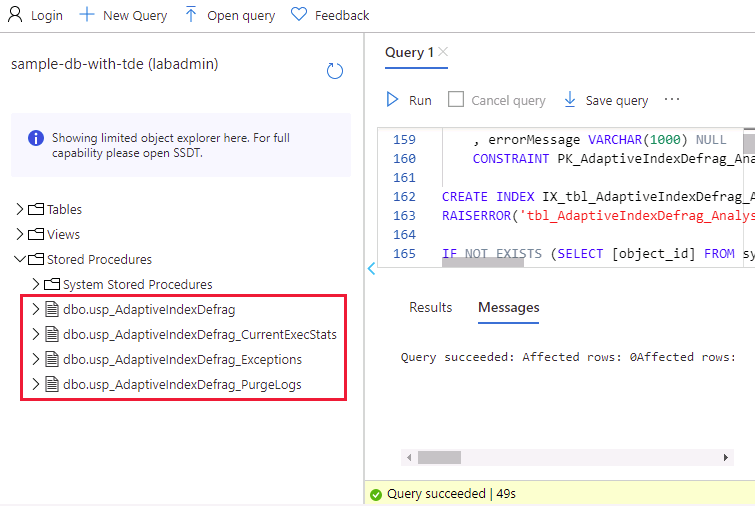 Login New Query Open query Feedback
sample-db-with-tde (labadmin)
Showing limited object explorer here. For full
capability please open SSDT.
Tables
Views
Stored Procedures
System Stored Procedures
dbo.usp_AdaptiveIndexDefrag
dbo.usp_AdaptiveIndexDefrag_CurrentExecStats
dbo.usp_AdaptiveIndexDefrag_Exceptions
dbo.usp_AdaptiveIndexDefrag_PurgeLogs
Query 1
Run Cancel query Save query ...
159 , errorMessage VARCHAR(1000) NULL
160 CONSTRAINT PK_AdaptiveIndexDefrag_Ana
161
162 CREATE INDEX IX_tbl_AdaptiveIndexDefrag_A
163 RAISERROR('tbl_AdaptiveIndexDefrag_Analys
164
165 IF NOT EXISTS (SELECT [object_id] FROM sy
Results Messages
Query succeeded: Affected rows: 0Affected rows:
Query succeeded | 49s